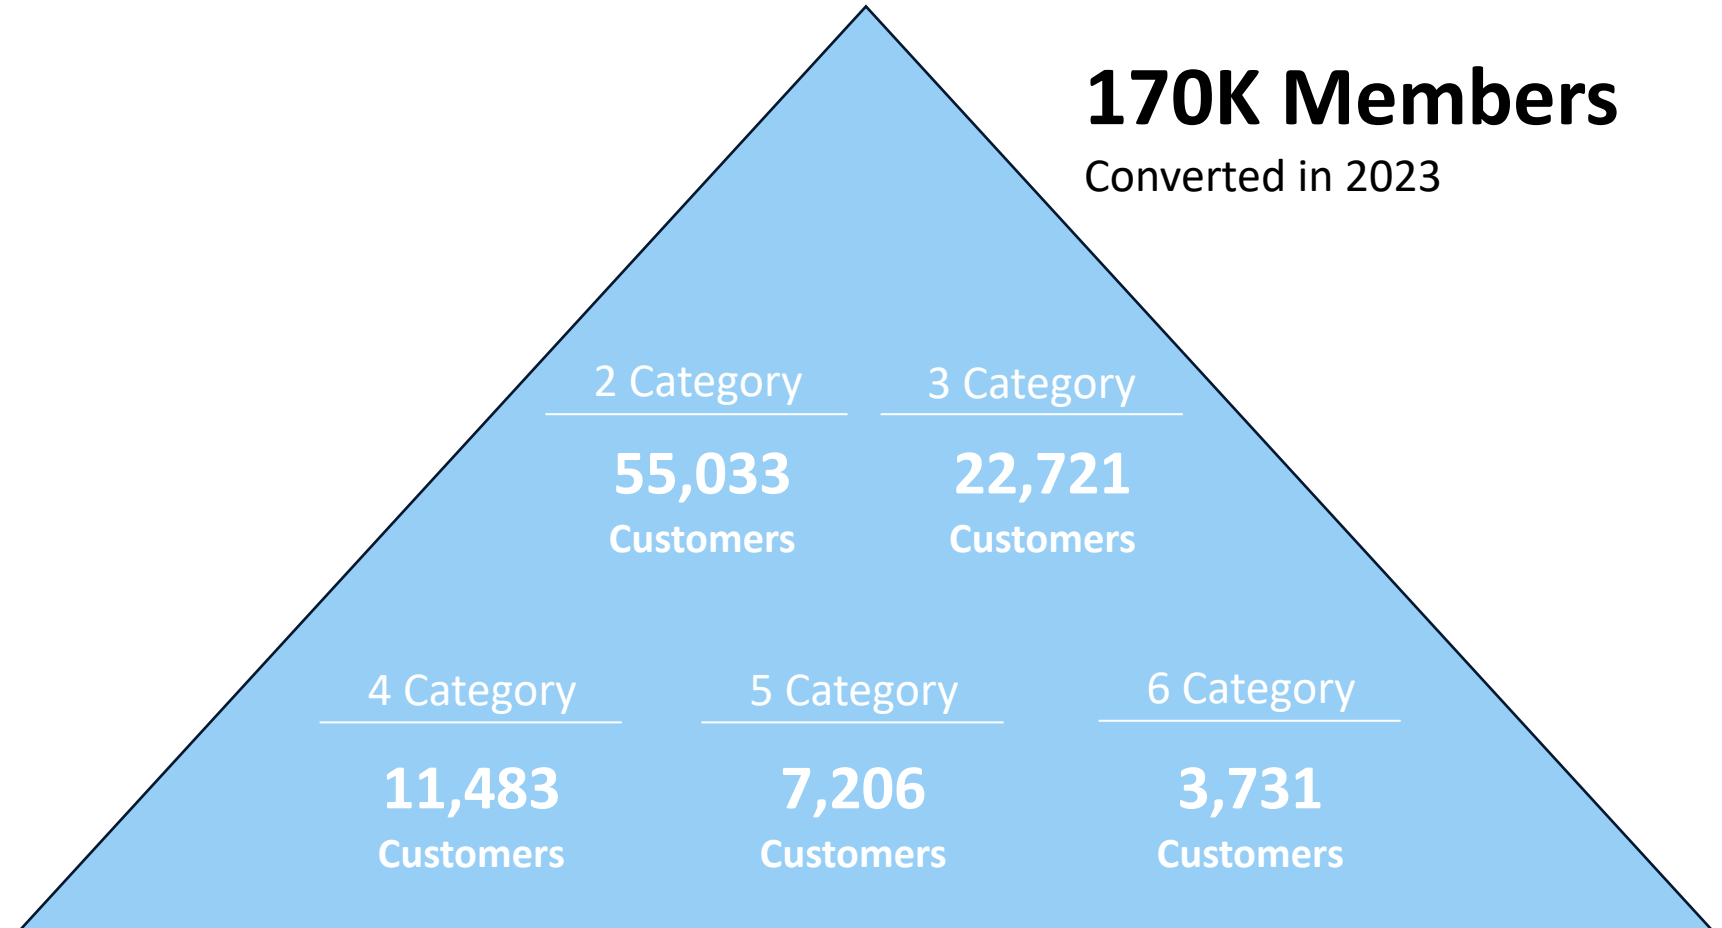 170K Members
Converted in 2023
2 Category
3 Category
55,033
22,721
Customers
Customers
4 Category
5 Category
6 Category
11,483
7,206
3,731
Customers
Customers
Customers